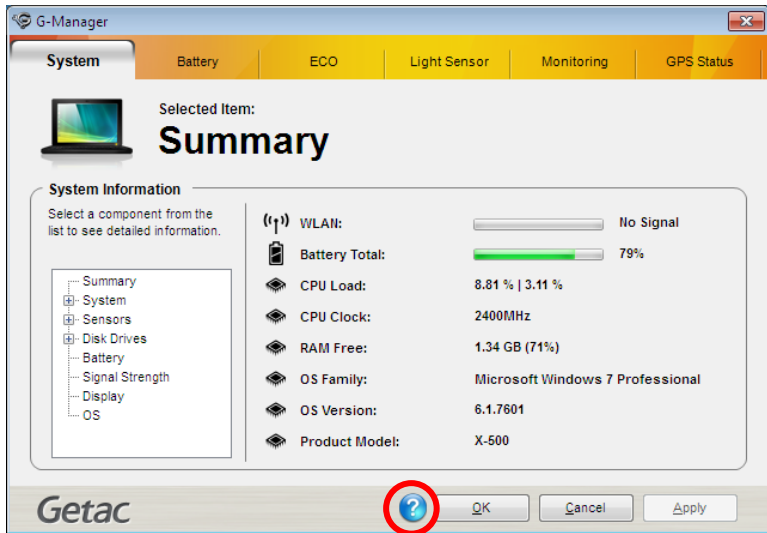 G-Manager
System
Battery
ECO
Light Sensor
Monitoring
GPS Status
Selected Item:
Summary
System Information
Select a component from the
list to see detailed information.
Summary
System
Sensors
Disk Drives
Battery
Signal Strength
Display
OS
WLAN: No Signal
Battery Total: 79%
CPU Load: 8.81 % | 3.11 %
CPU Clock: 2400MHz
RAM Free: 1.34 GB (71%)
OS Family: Microsoft Windows 7 Professional
OS Version: 6.1.7601
Product Model: X-500
Getac
?
OK
Cancel
Apply